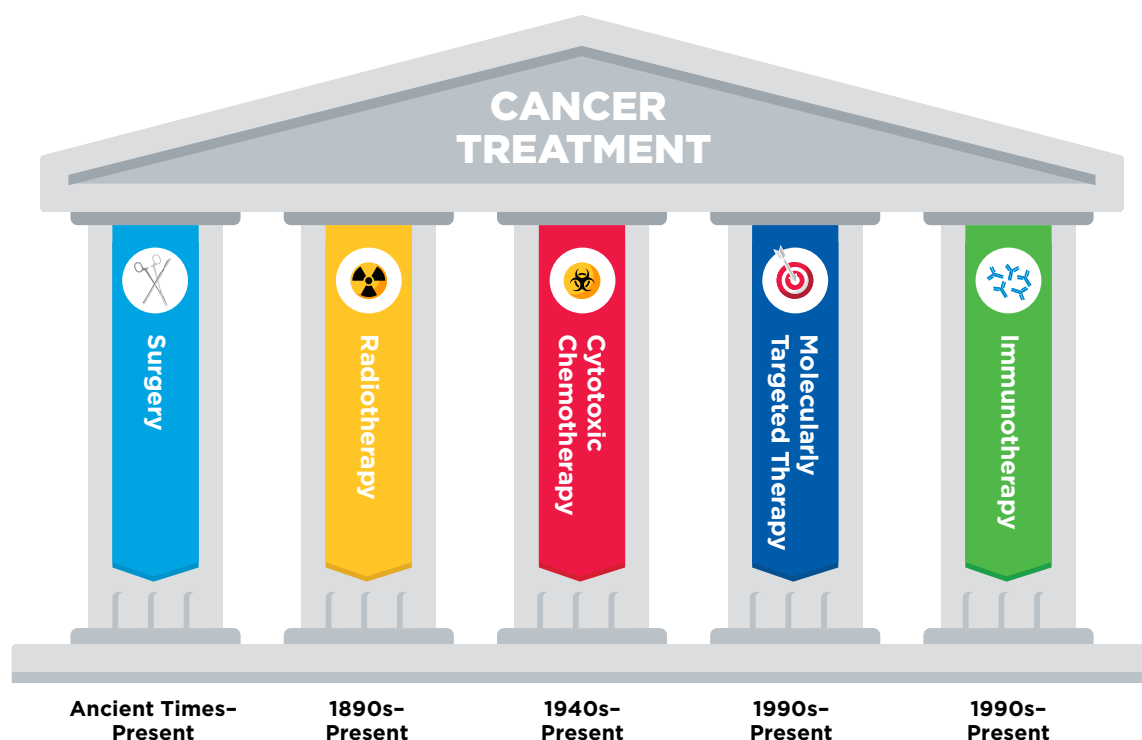 CANCER
TREATMENT
Surgery
Radiotherapy
Cytotoxic
Chemotherapy
Molecularly
Targeted Therapy
Immunotherapy
Ancient Times–
Present
1890s–
Present
1940s–
Present
1990s–
Present
1990s–
Present